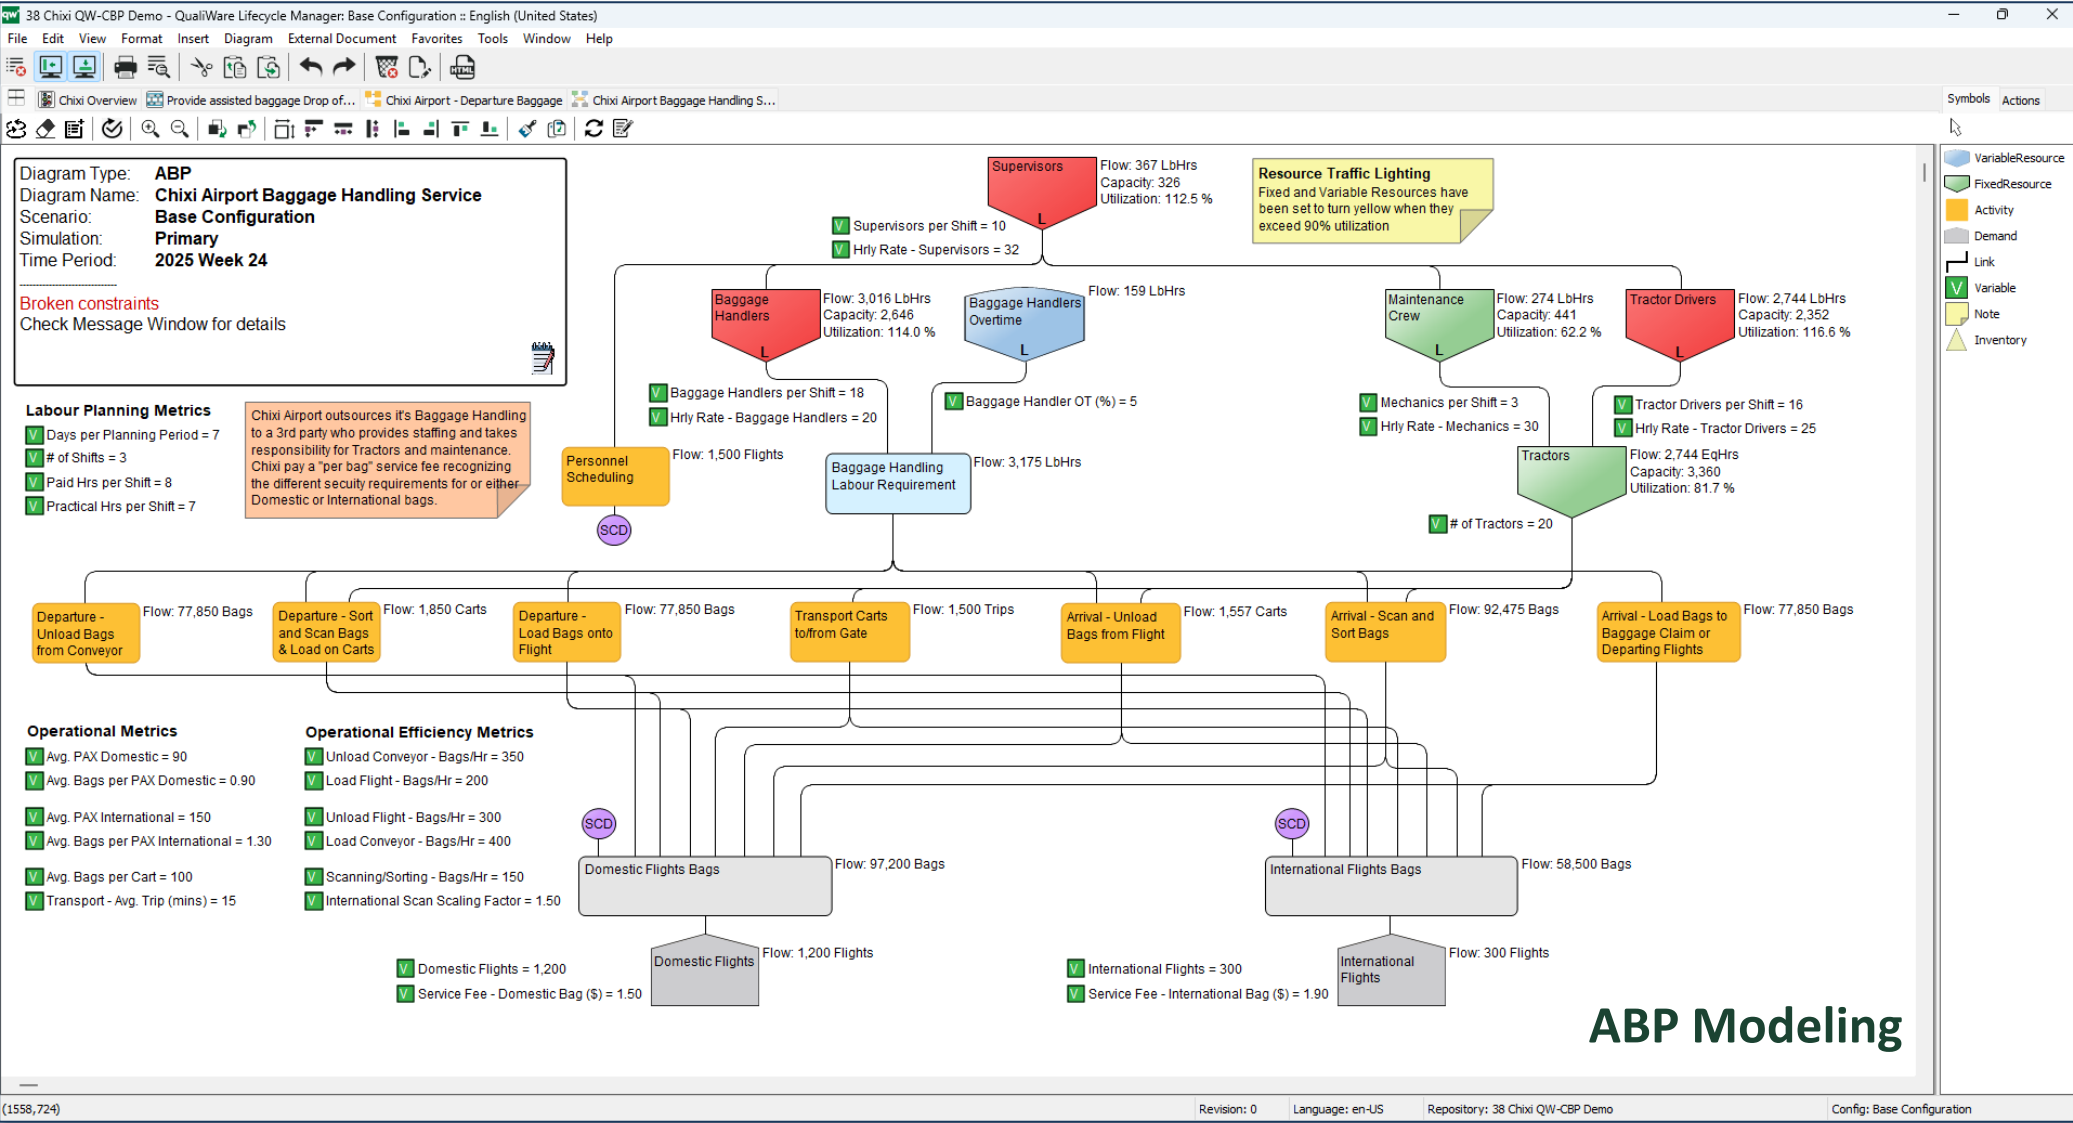 38 Chixi QW-CBP Demo - QualiWare Lifecycle Manager: Base Configuration :: English (United States)
File Edit View Format Insert Diagram External Document Favorites Tools Window Help
HTML
Chixi Overview Provide assisted baggage Drop of... Chixi Airport - Departure Baggage Chixi Airport Baggage Handling S...
Symbols Actions
VariableResource
FixedResource
Activity
Demand
Link
V Variable
Note
Inventory
Diagram Type: ABP
Diagram Name: Chixi Airport Baggage Handling Service
Scenario: Base Configuration
Simulation: Primary
Time Period: 2025 Week 24
------------------------------
Broken constraints
Check Message Window for details
Supervisors
L
Flow: 367 LbHrs
Capacity: 326
Utilization: 112.5 %
V Supervisors per Shift = 10
V Hrly Rate - Supervisors = 32
Resource Traffic Lighting
Fixed and Variable Resources have
been set to turn yellow when they
exceed 90% utilization
Baggage
Handlers
L
Flow: 3,016 LbHrs
Capacity: 2,646
Utilization: 114.0 %
Baggage Handlers
Overtime
L
Flow: 159 LbHrs
Maintenance
Crew
L
Flow: 274 LbHrs
Capacity: 441
Utilization: 62.2 %
Tractor Drivers
L
Flow: 2,744 LbHrs
Capacity: 2,352
Utilization: 116.6 %
V Baggage Handlers per Shift = 18
V Hrly Rate - Baggage Handlers = 20
V Baggage Handler OT (%) = 5
V Mechanics per Shift = 3
V Hrly Rate - Mechanics = 30
V Tractor Drivers per Shift = 16
V Hrly Rate - Tractor Drivers = 25
Labour Planning Metrics
V Days per Planning Period = 7
V # of Shifts = 3
V Paid Hrs per Shift = 8
V Practical Hrs per Shift = 7
Chixi Airport outsources it's Baggage Handling
to a 3rd party who provides staffing and takes
responsibility for Tractors and maintenance.
Chixi pay a "per bag" service fee recognizing
the different secuity requirements for or either
Domestic or International bags.
Personnel
Scheduling
Flow: 1,500 Flights
SCD
Baggage Handling
Labour Requirement
Flow: 3,175 LbHrs
Tractors
Flow: 2,744 EqHrs
Capacity: 3,360
Utilization: 81.7 %
V # of Tractors = 20
Departure -
Unload Bags
from Conveyor
Flow: 77,850 Bags
Departure - Sort
and Scan Bags
& Load on Carts
Flow: 1,850 Carts
Departure -
Load Bags onto
Flight
Flow: 77,850 Bags
Transport Carts
to/from Gate
Flow: 1,500 Trips
Arrival - Unload
Bags from Flight
Flow: 1,557 Carts
Arrival - Scan and
Sort Bags
Flow: 92,475 Bags
Arrival - Load Bags to
Baggage Claim or
Departing Flights
Flow: 77,850 Bags
Operational Metrics
V Avg. PAX Domestic = 90
V Avg. Bags per PAX Domestic = 0.90
V Avg. PAX International = 150
V Avg. Bags per PAX International = 1.30
V Avg. Bags per Cart = 100
V Transport - Avg. Trip (mins) = 15
Operational Efficiency Metrics
V Unload Conveyor - Bags/Hr = 350
V Load Flight - Bags/Hr = 200
V Unload Flight - Bags/Hr = 300
V Load Conveyor - Bags/Hr = 400
V Scanning/Sorting - Bags/Hr = 150
V International Scan Scaling Factor = 1.50
SCD
Domestic Flights Bags
Flow: 97,200 Bags
SCD
International Flights Bags
Flow: 58,500 Bags
V Domestic Flights = 1,200
V Service Fee - Domestic Bag ($) = 1.50
Domestic Flights
Flow: 1,200 Flights
V International Flights = 300
V Service Fee - International Bag ($) = 1.90
International
Flights
Flow: 300 Flights
ABP Modeling
(1558,724)
Revision: 0
Language: en-US
Repository: 38 Chixi QW-CBP Demo
Config: Base Configuration